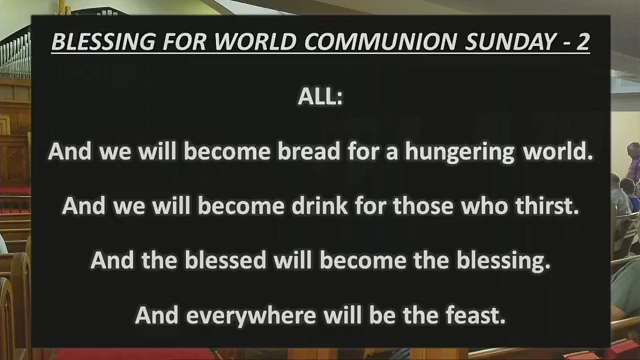 BLESSING FOR WORLD COMMUNION SUNDAY - 2
ALL:
And we will become bread for a hungering world.
And we will become drink for those who thirst.
And the blessed will become the blessing.
And everywhere will be the feast.